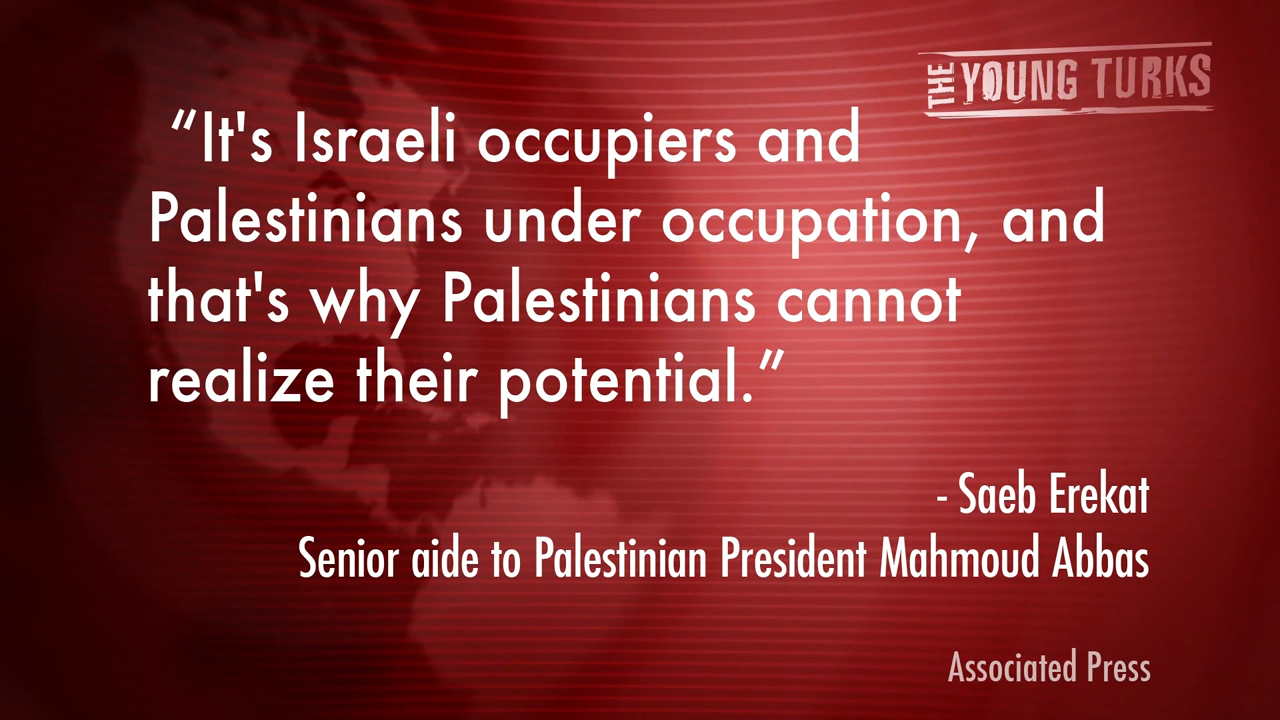 THE YOUNG TURKS
“It's Israeli occupiers and
Palestinians under occupation, and
that's why Palestinians cannot
realize their potential.”
- Saeb Erekat
Senior aide to Palestinian President Mahmoud Abbas
Associated Press